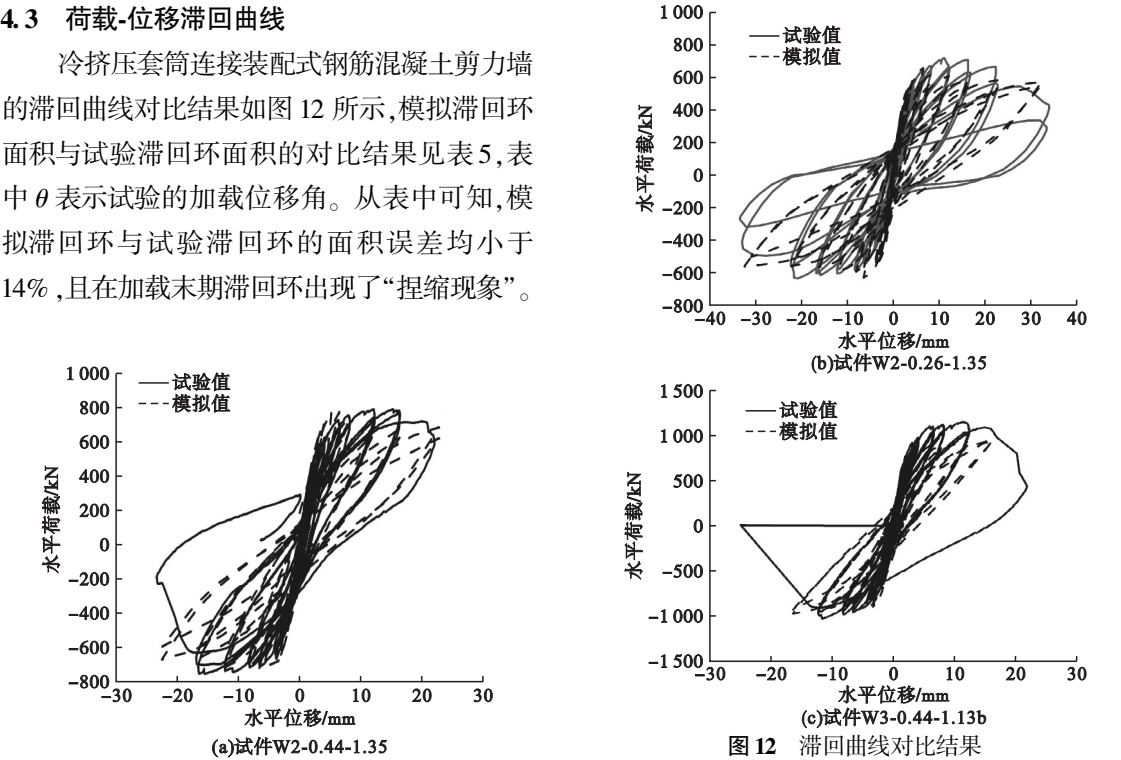 4.3 荷载-位移滞回曲线
冷挤压套筒连接装配式钢筋混凝土剪力墙
的滞回曲线对比结果如图 12 所示,模拟滞回环
面积与试验滞回环面积的对比结果见表 5,表
中 θ 表示试验的加载位移角。从表中可知,模
拟滞回环与试验滞回环的面积误差均小于
14% ,且在加载末期滞回环出现了“捏缩现象”。
1 000
800
600
400
200
0
−200
−400
−600
−800
水平荷载/kN
试验值
模拟值
−30 −20 −10 0 10 20 30
水平位移/mm
(a)试件W2-0.44-1.35
1 000
800
600
400
200
0
−200
−400
−600
−800
水平荷载/kN
试验值
模拟值
−40 −30 −20 −10 0 10 20 30 40
水平位移/mm
(b)试件W2-0.26-1.35
1 500
1 000
500
0
−500
−1 000
−1 500
水平荷载/kN
试验值
模拟值
−30 −20 −10 0 10 20 30
水平位移/mm
(c)试件W3-0.44-1.13b
图 12 滞回曲线对比结果